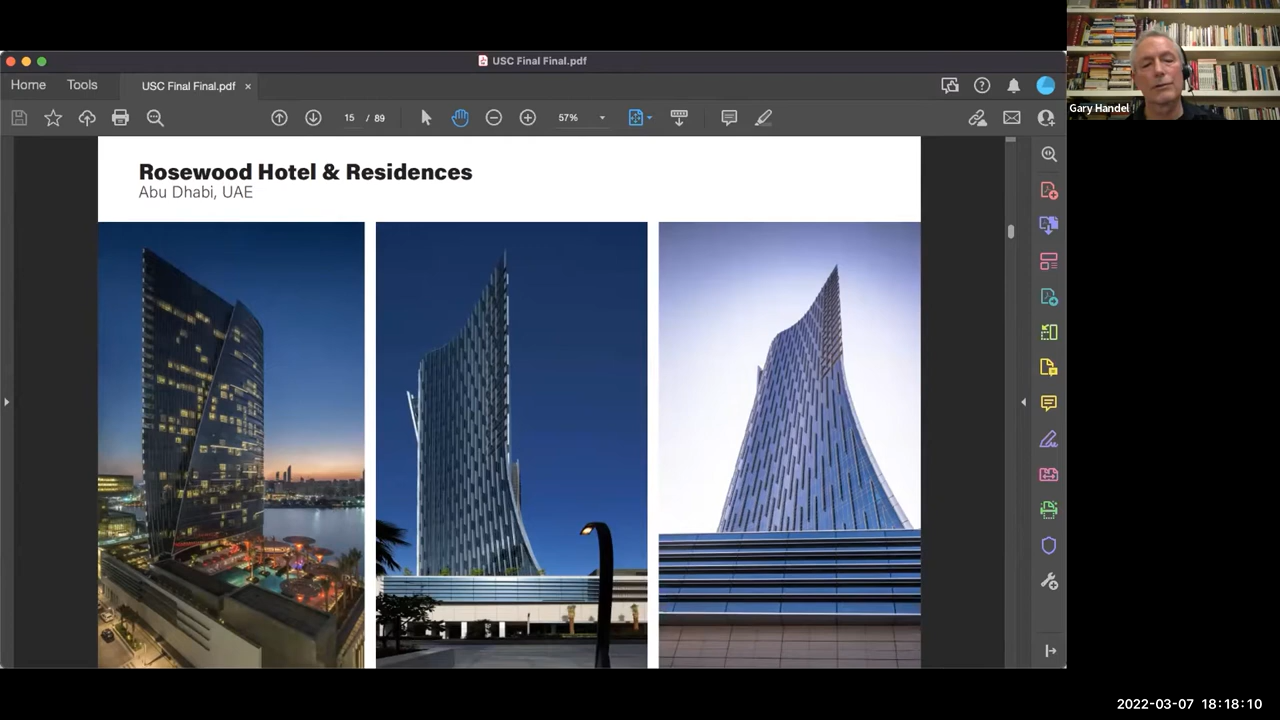 USC Final Final.pdf
Home
Tools
USC Final Final.pdf ×
15 / 89
57%
Gary Handel
Rosewood Hotel & Residences
Abu Dhabi, UAE
2022-03-07 18:18:10